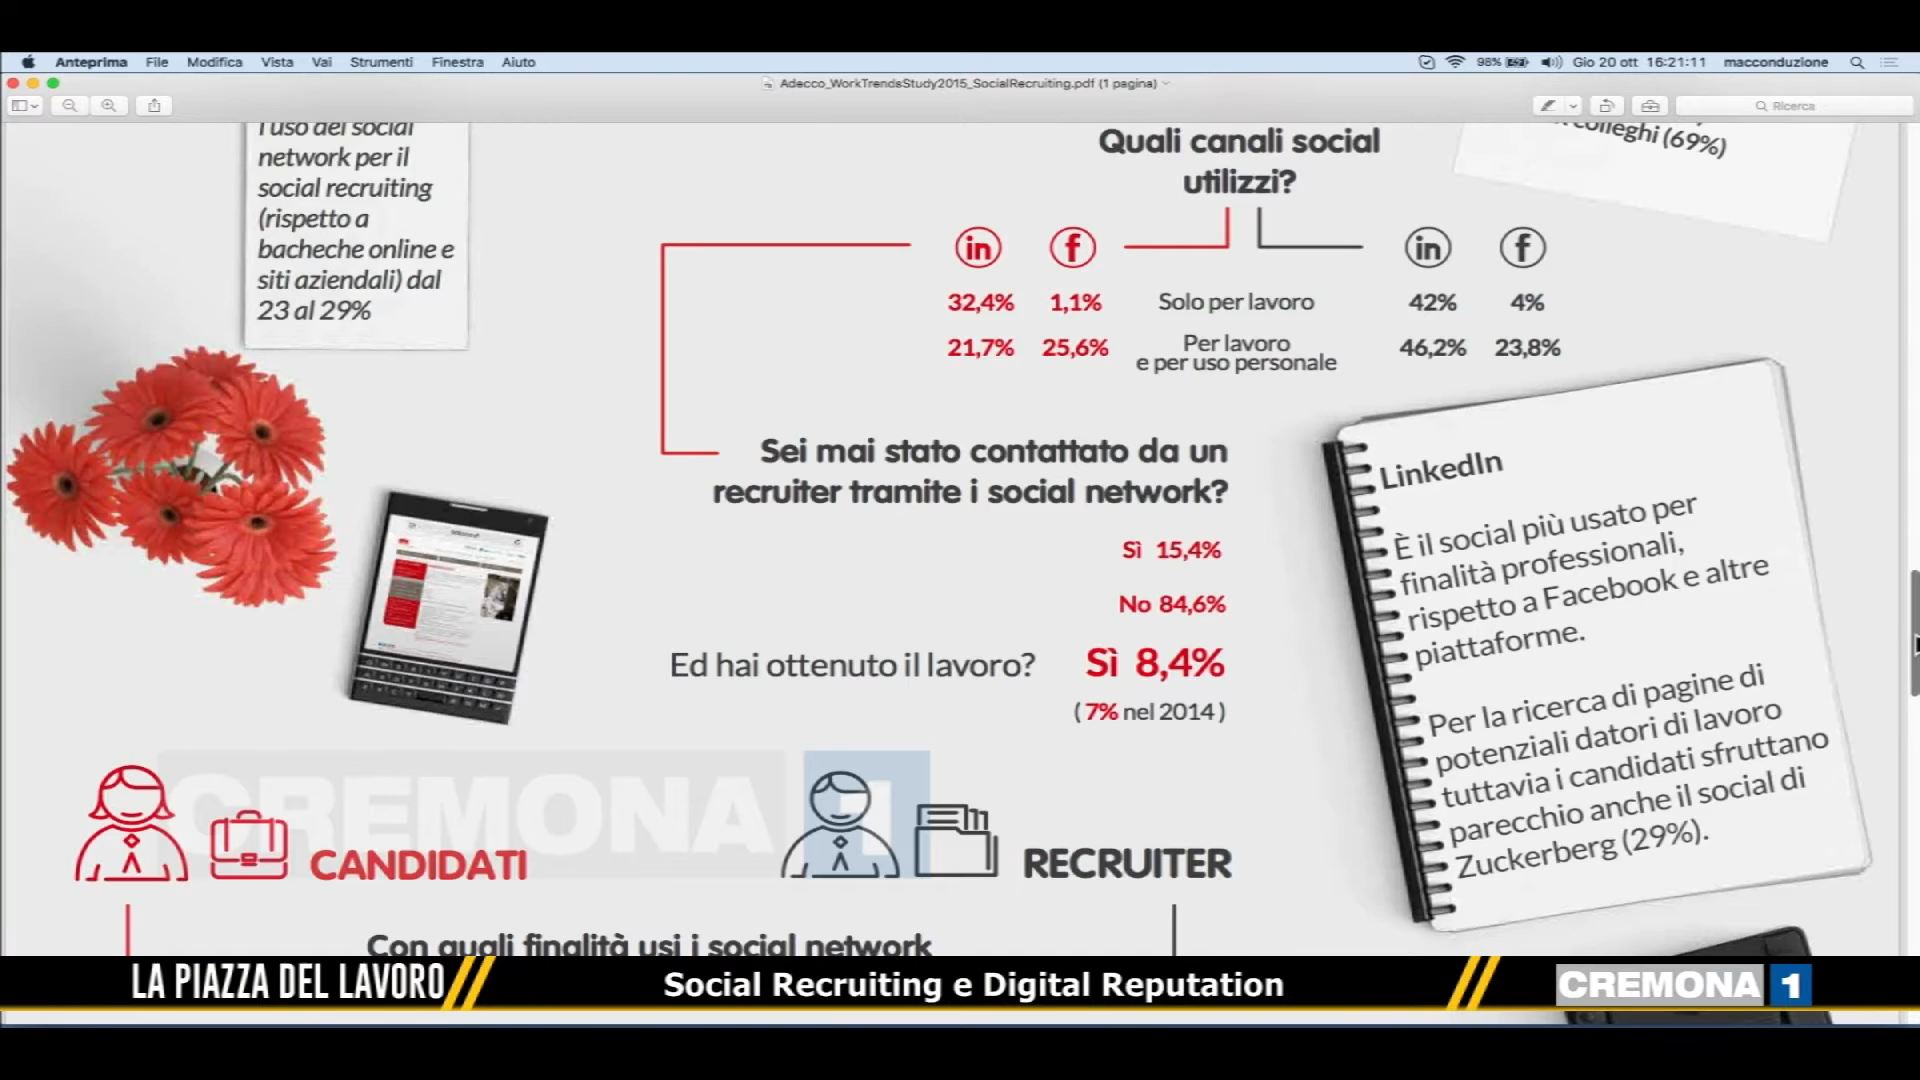 Anteprima File Modifica Vista Vai Strumenti Finestra Aiuto
98% Gio 20 ott 16:21:11 macconduzione
Adecco_WorkTrendsStudy2015_SocialRecruiting.pdf (1 pagina)
Ricerca
l'uso dei social
network per il
social recruiting
(rispetto a
bacheche online e
siti aziendali) dal
23 al 29%
colleghi (69%)
Quali canali social
utilizzi?
in f in f
32,4% 1,1% Solo per lavoro 42% 4%
21,7% 25,6% Per lavoro
e per uso personale 46,2% 23,8%
Sei mai stato contattato da un
recruiter tramite i social network?
Sì 15,4%
No 84,6%
Ed hai ottenuto il lavoro? Sì 8,4%
( 7% nel 2014 )
LinkedIn
È il social più usato per
finalità professionali,
rispetto a Facebook e altre
piattaforme.
Per la ricerca di pagine di
potenziali datori di lavoro
tuttavia i candidati sfruttano
parecchio anche il social di
Zuckerberg (29%).
CREMONA 1
CANDIDATI
RECRUITER
Con quali finalità usi i social network
LA PIAZZA DEL LAVORO
Social Recruiting e Digital Reputation
CREMONA 1